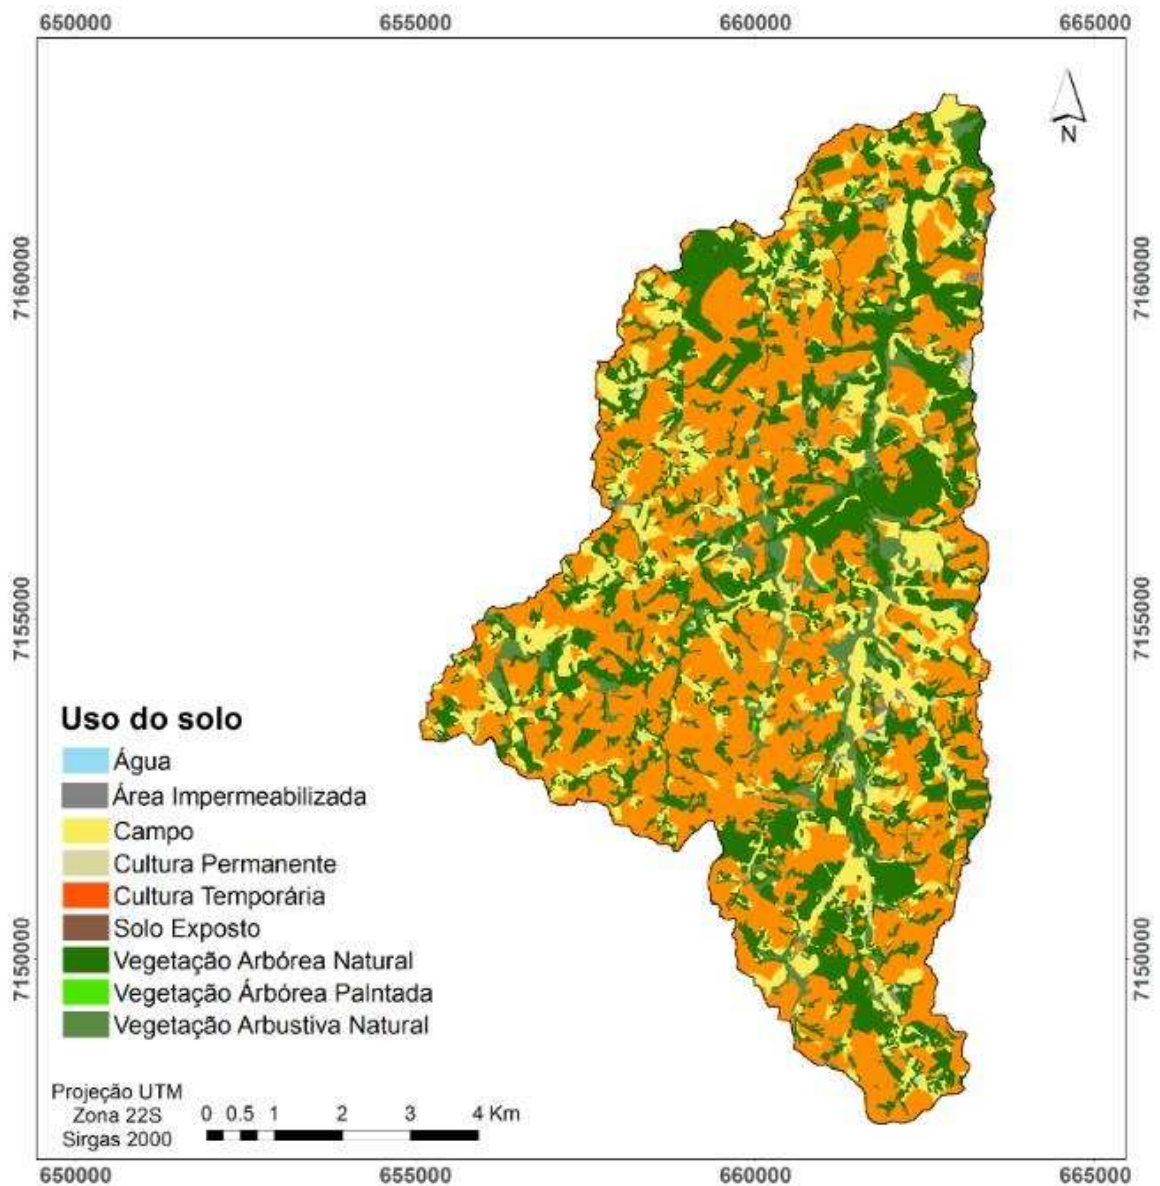 650000 655000 660000 665000
N
7160000 7160000
7155000 7155000
7150000 7150000
Uso do solo
Água
Área Impermeabilizada
Campo
Cultura Permanente
Cultura Temporária
Solo Exposto
Vegetação Arbórea Natural
Vegetação Árbórea Palntada
Vegetação Arbustiva Natural
Projeção UTM
Zona 22S
Sirgas 2000
0 0.5 1 2 3 4 Km
650000 655000 660000 665000